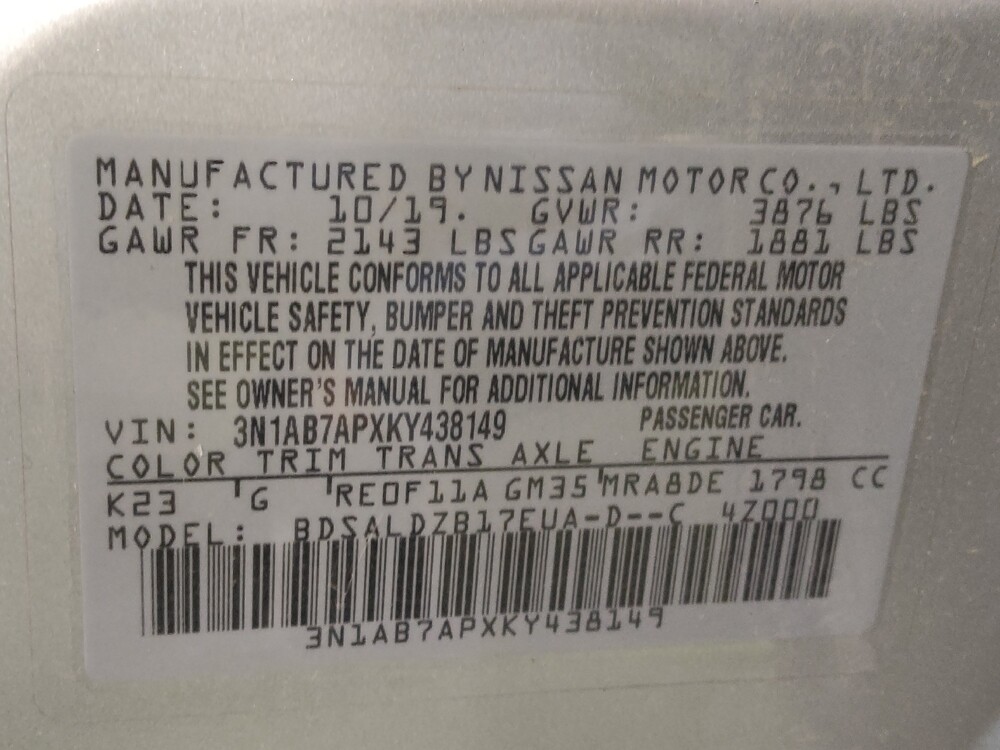 MANUFACTURED BY NISSAN MOTOR CO., LTD.
DATE: 10/19. GVWR: 3876 LBS
GAWR FR: 2143 LBS GAWR RR: 1881 LBS
THIS VEHICLE CONFORMS TO ALL APPLICABLE FEDERAL MOTOR
VEHICLE SAFETY, BUMPER AND THEFT PREVENTION STANDARDS
IN EFFECT ON THE DATE OF MANUFACTURE SHOWN ABOVE.
SEE OWNER'S MANUAL FOR ADDITIONAL INFORMATION.
VIN: 3N1AB7APXKY438149 PASSENGER CAR.
COLOR TRIM TRANS AXLE ENGINE
K23 G RE0F11A GM35 MRA8DE 1798 CC
MODEL: BDSALDZB17EUA-D--C 4Z000
3N1AB7APXKY438149